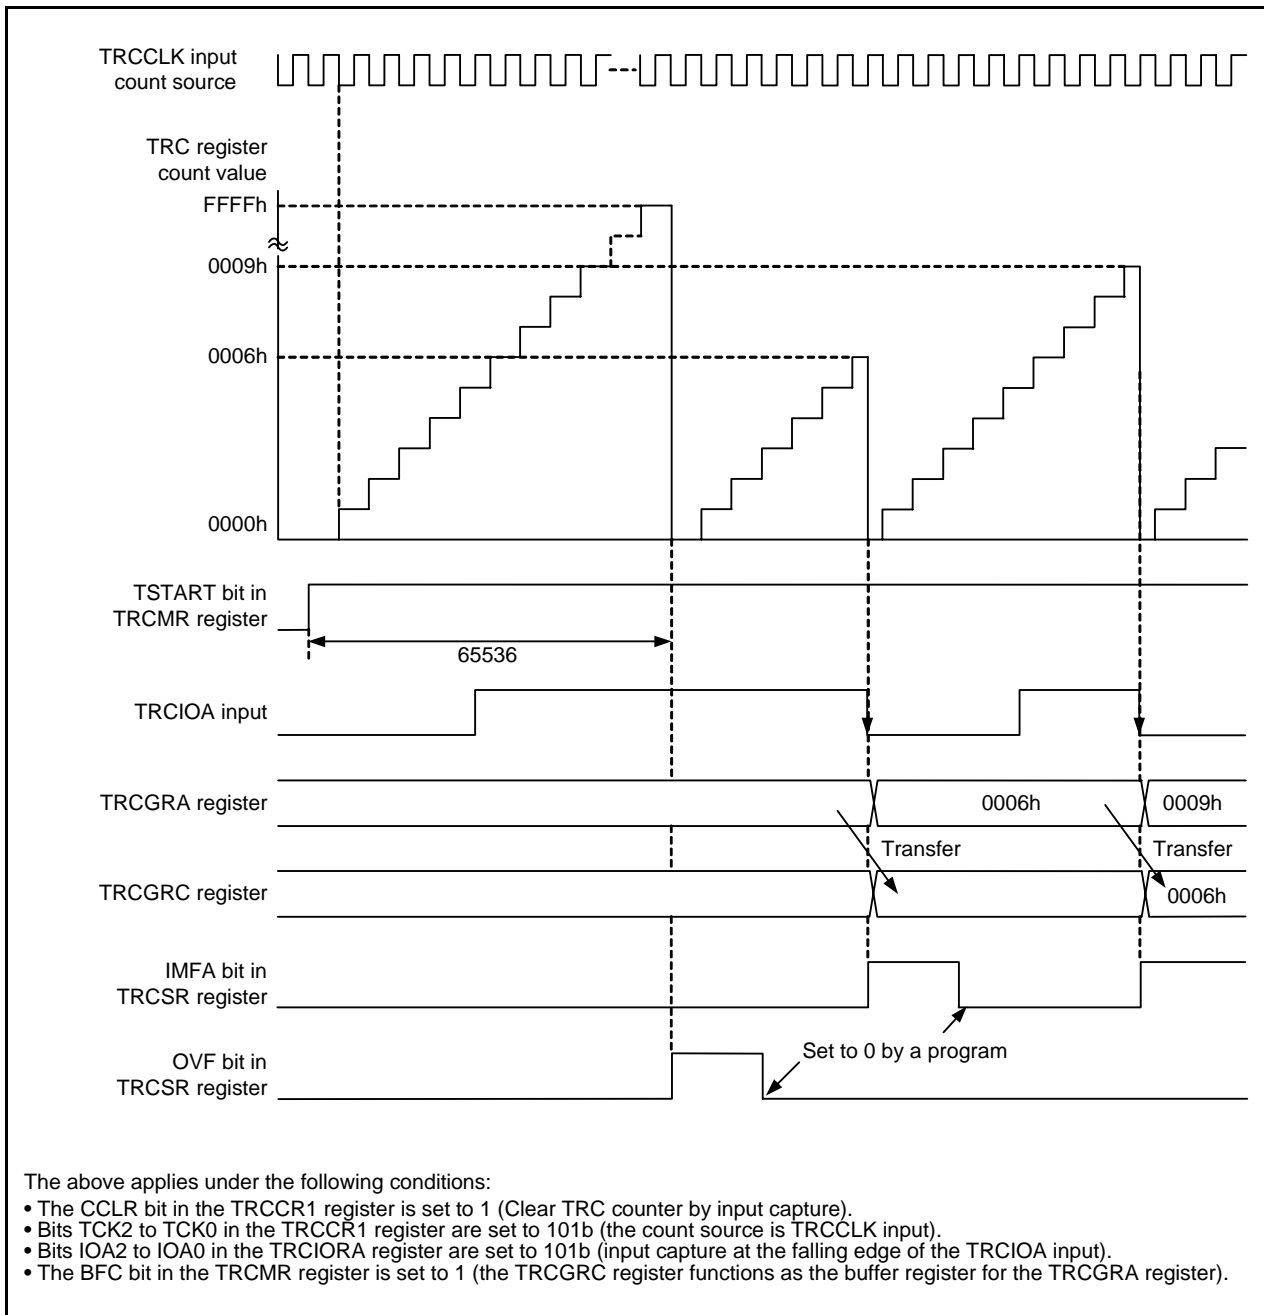 TRCCLK input
count source
TRC register
count value
FFFFh
0009h
0006h
0000h
TSTART bit in
TRCMR register
65536
TRCIOA input
TRCGRA register
0006h
0009h
Transfer
Transfer
TRCGRC register
0006h
IMFA bit in
TRCSR register
Set to 0 by a program
OVF bit in
TRCSR register
The above applies under the following conditions:
• The CCLR bit in the TRCCR1 register is set to 1 (Clear TRC counter by input capture).
• Bits TCK2 to TCK0 in the TRCCR1 register are set to 101b (the count source is TRCCLK input).
• Bits IOA2 to IOA0 in the TRCIORA register are set to 101b (input capture at the falling edge of the TRCIOA input).
• The BFC bit in the TRCMR register is set to 1 (the TRCGRC register functions as the buffer register for the TRCGRA register).